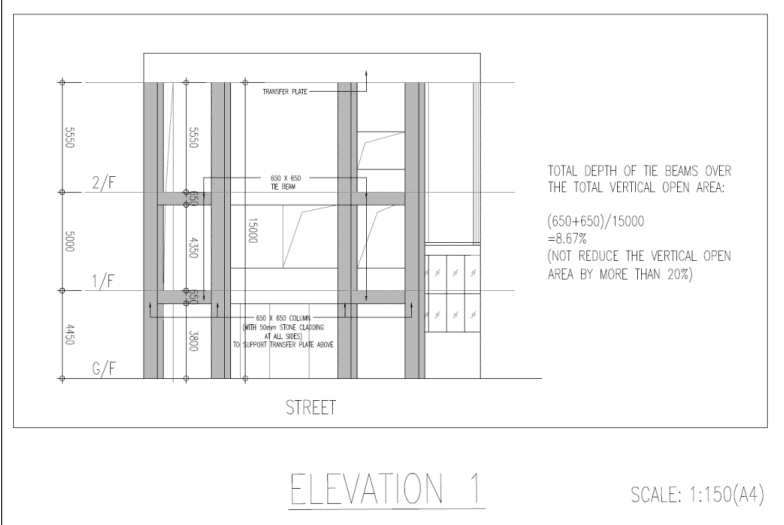 TRANSFER PLATE
5550
5550
2/F
650 X 650
TIE BEAM
650
5000
4350
15000
1/F
650
650 X 650 COLUMN
(WITH 50mm STONE CLADDING
AT ALL SIDES)
TO SUPPORT TRANSFER PLATE ABOVE
4450
3800
G/F
STREET
TOTAL DEPTH OF TIE BEAMS OVER
THE TOTAL VERTICAL OPEN AREA:
(650+650)/15000
=8.67%
(NOT REDUCE THE VERTICAL OPEN
AREA BY MORE THAN 20%)
ELEVATION 1
SCALE: 1:150(A4)